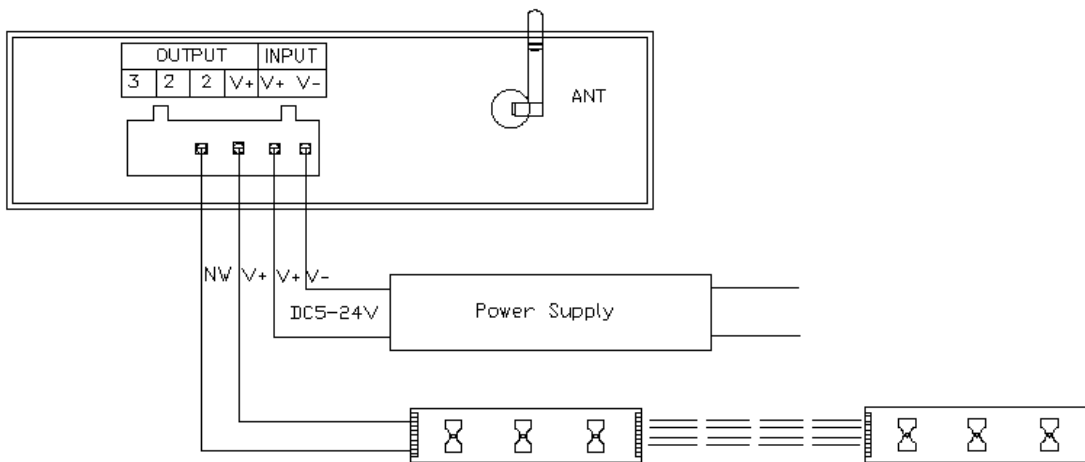 OUTPUT INPUT
3 2 2 V+ V+ V-
ANT
NW V+ V+ V-
DC5-24V
Power Supply